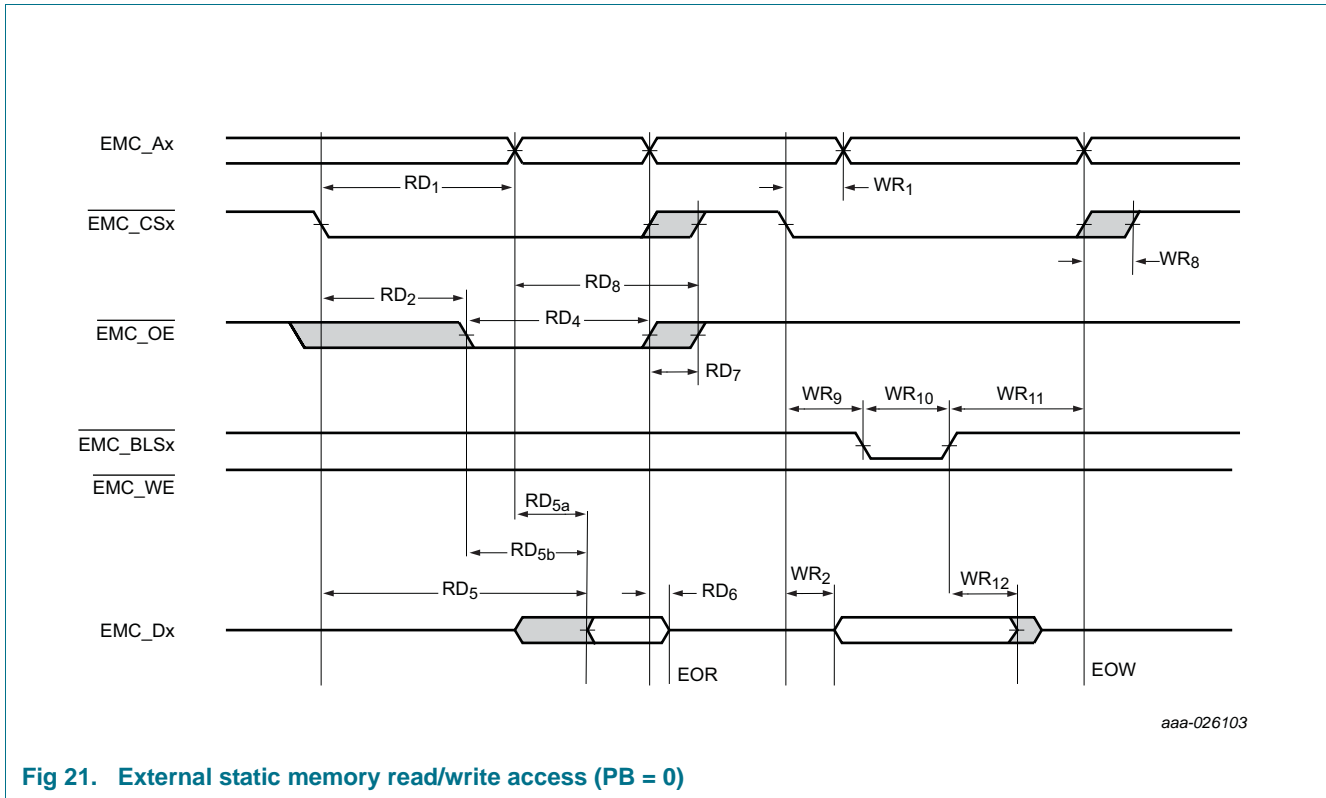 EMC_Ax
RD1
WR1
EMC_CSx
WR8
RD8
RD2
RD4
EMC_OE
RD7
WR9 WR10 WR11
EMC_BLSx
EMC_WE
RD5a
RD5b
RD5
RD6
WR2
WR12
EMC_Dx
EOR
EOW
aaa-026103
Fig 21. External static memory read/write access (PB = 0)